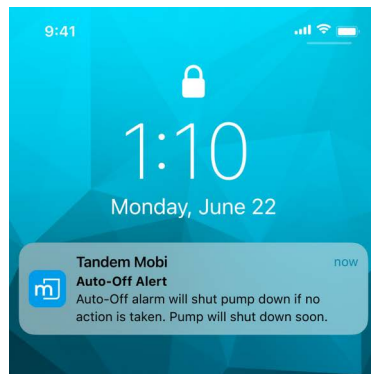 9:41
1:10
Monday, June 22
Tandem Mobi now
Auto-Off Alert
Auto-Off alarm will shut pump down if no
action is taken. Pump will shut down soon.
m